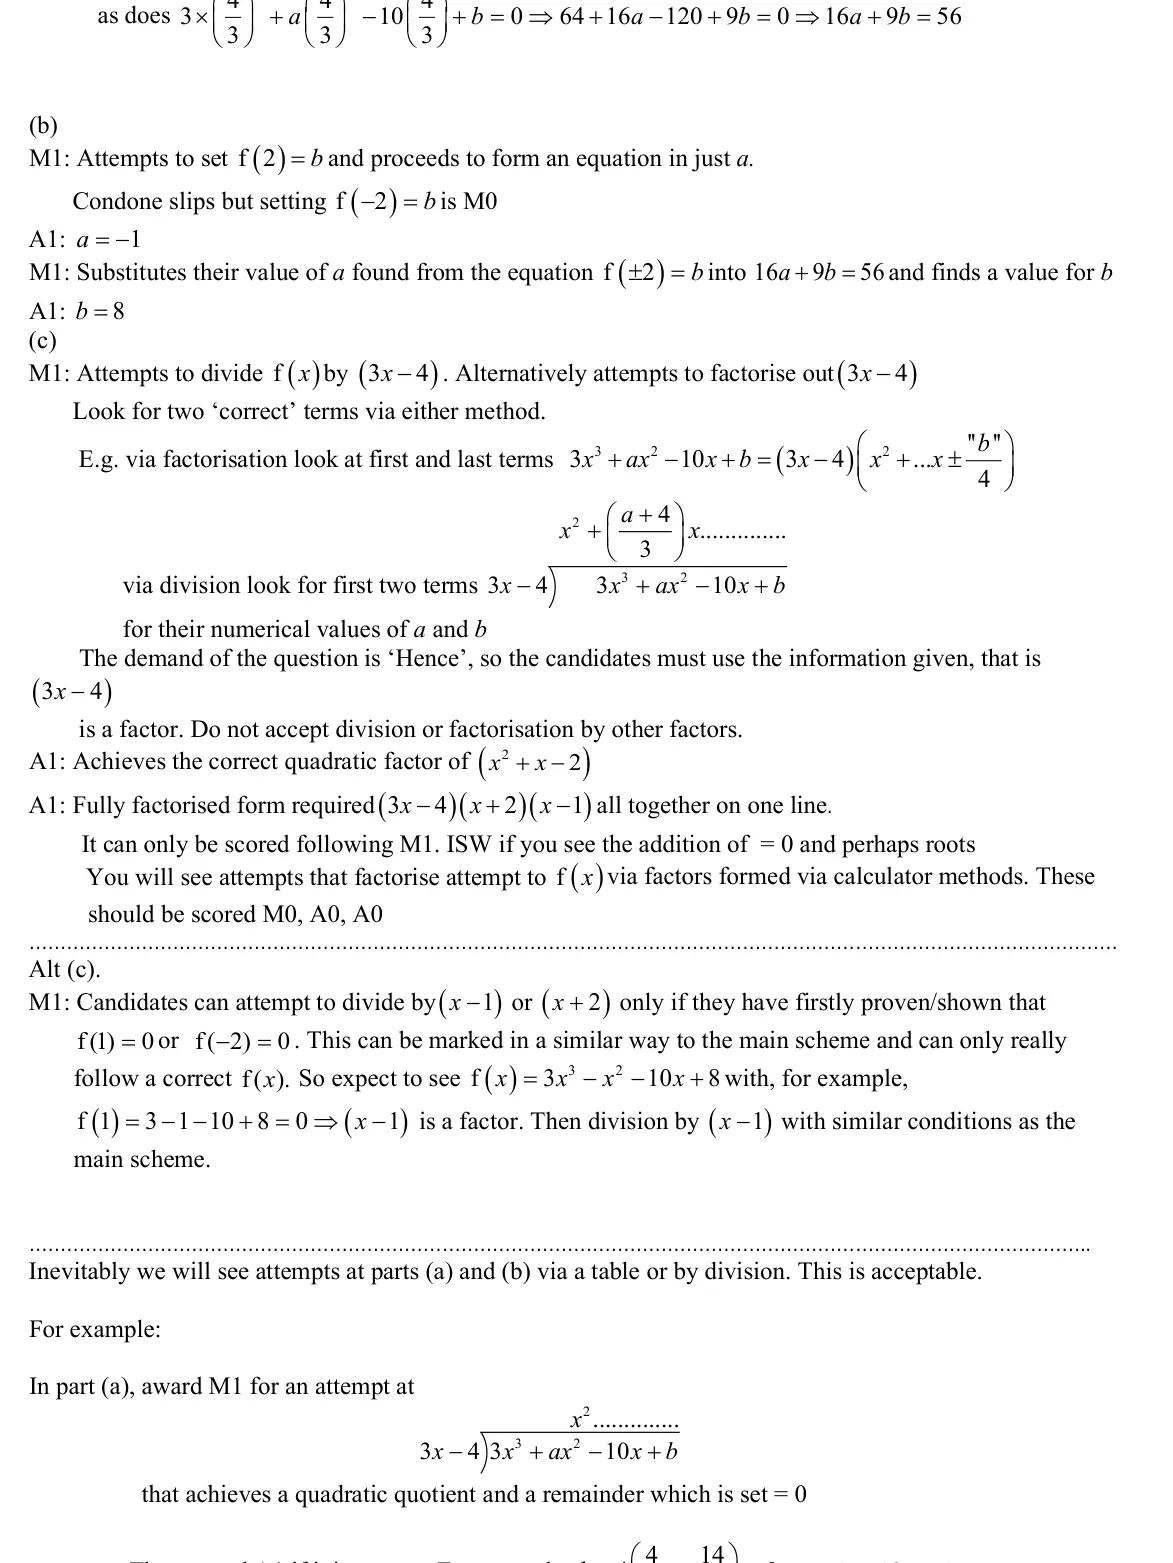 as does 3×(4/3) + a(4/3) −10(4/3) + b = 0 ⇒ 64 + 16a − 120 + 9b = 0 ⇒ 16a + 9b = 56
(b)
M1: Attempts to set f(2) = b and proceeds to form an equation in just a.
Condone slips but setting f(−2) = b is M0
A1: a = −1
M1: Substitutes their value of a found from the equation f(±2) = b into 16a + 9b = 56 and finds a value for b
A1: b = 8
(c)
M1: Attempts to divide f(x) by (3x − 4). Alternatively attempts to factorise out (3x − 4)
Look for two ‘correct’ terms via either method.
E.g. via factorisation look at first and last terms 3x³ + ax² − 10x + b = (3x − 4)(x² + ...x ± "b"/4)
x² + ((a + 4)/3)x..............
via division look for first two terms 3x − 4) 3x³ + ax² − 10x + b
for their numerical values of a and b
The demand of the question is ‘Hence’, so the candidates must use the information given, that is
(3x − 4)
is a factor. Do not accept division or factorisation by other factors.
A1: Achieves the correct quadratic factor of (x² + x − 2)
A1: Fully factorised form required (3x − 4)(x + 2)(x − 1) all together on one line.
It can only be scored following M1. ISW if you see the addition of = 0 and perhaps roots
You will see attempts that factorise attempt to f(x) via factors formed via calculator methods. These
should be scored M0, A0, A0
Alt (c).
M1: Candidates can attempt to divide by (x − 1) or (x + 2) only if they have firstly proven/shown that
f(1) = 0 or f(−2) = 0. This can be marked in a similar way to the main scheme and can only really
follow a correct f(x). So expect to see f(x) = 3x³ − x² − 10x + 8 with, for example,
f(1) = 3 − 1 − 10 + 8 = 0 ⇒ (x − 1) is a factor. Then division by (x − 1) with similar conditions as the
main scheme.
Inevitably we will see attempts at parts (a) and (b) via a table or by division. This is acceptable.
For example:
In part (a), award M1 for an attempt at
x²..............
3x − 4)3x³ + ax² − 10x + b
that achieves a quadratic quotient and a remainder which is set = 0